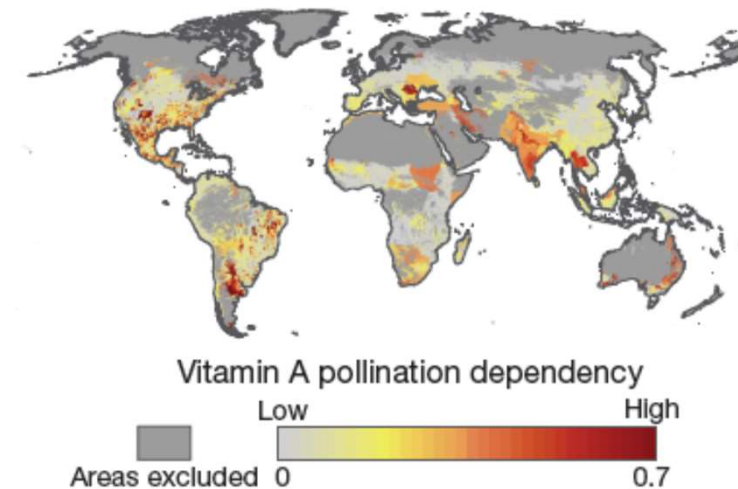 Vitamin A pollination dependency
Low High
Areas excluded 0 0.7